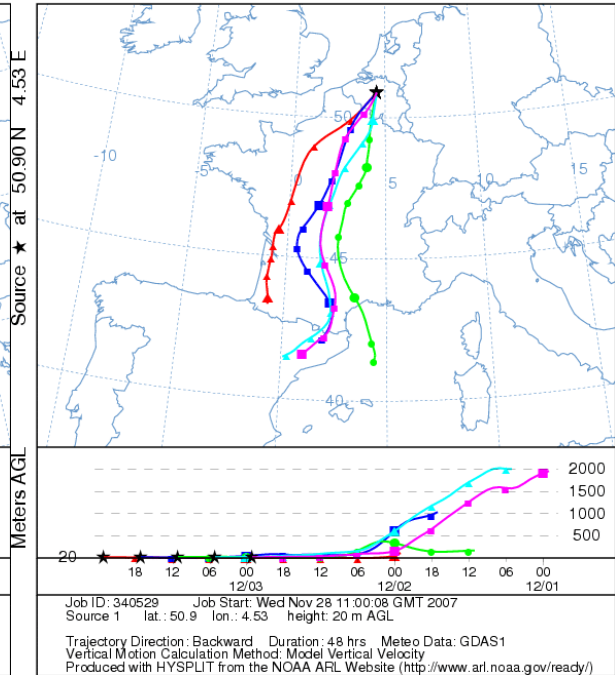 Source ★ at 50.90 N 4.53 E
-10
-5
0
5
10
15
50
45
40
Meters AGL
2000
1500
1000
500
20
18 12 06 00 18 12 06 00 18 12 06 00
12/03 12/02 12/01
Job ID: 340529 Job Start: Wed Nov 28 11:00:08 GMT 2007
Source 1 lat.: 50.9 lon.: 4.53 height: 20 m AGL
Trajectory Direction: Backward Duration: 48 hrs Meteo Data: GDAS1
Vertical Motion Calculation Method: Model Vertical Velocity
Produced with HYSPLIT from the NOAA ARL Website (http://www.arl.noaa.gov/ready/)